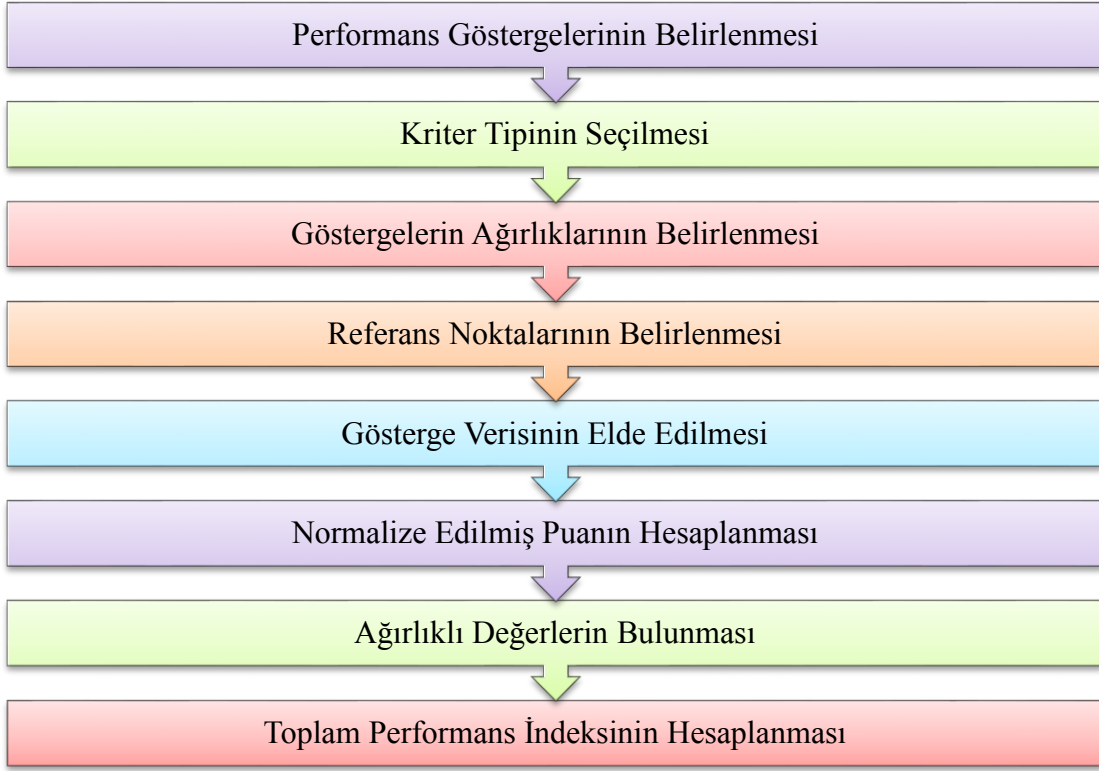 Performans Göstergelerinin Belirlenmesi
Kriter Tipinin Seçilmesi
Göstergelerin Ağırlıklarının Belirlenmesi
Referans Noktalarının Belirlenmesi
Gösterge Verisinin Elde Edilmesi
Normalize Edilmiş Puanın Hesaplanması
Ağırlıklı Değerlerin Bulunması
Toplam Performans İndeksinin Hesaplanması